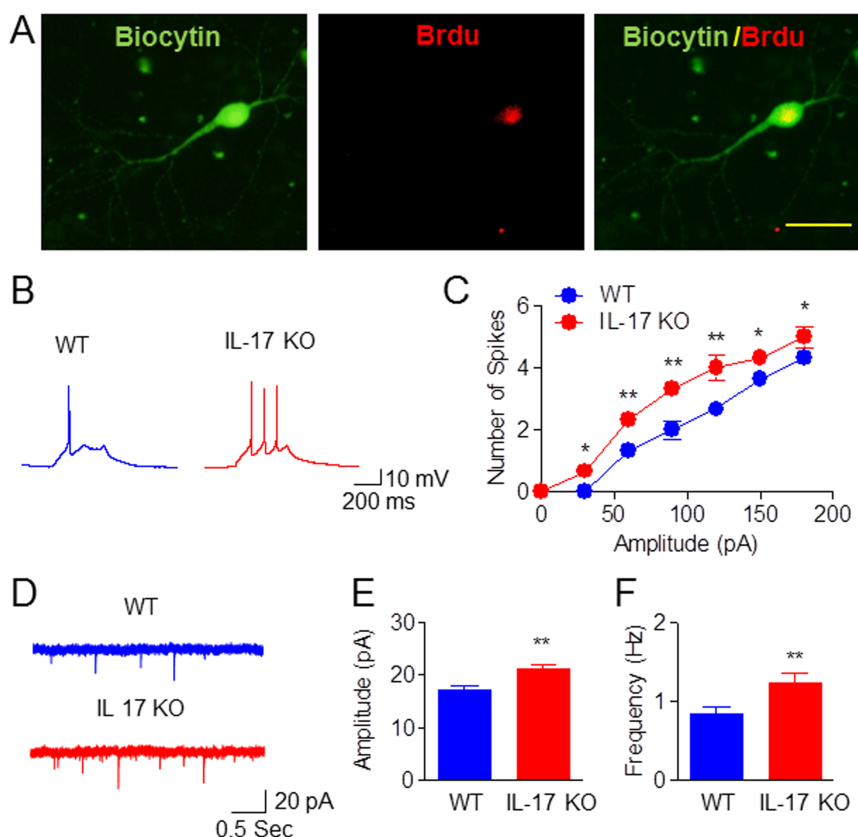 A
Biocytin
Brdu
Biocytin/Brdu
B
WT
IL-17 KO
10 mV
200 ms
C
WT
IL-17 KO
Number of Spikes
6
4
2
0
* ** ** ** * *
0 50 100 150 200
Amplitude (pA)
D
WT
IL 17 KO
20 pA
0.5 Sec
E
Amplitude (pA)
30
20
10
0
**
WT IL-17 KO
F
Frequency (Hz)
2
1
0
**
WT IL-17 KO